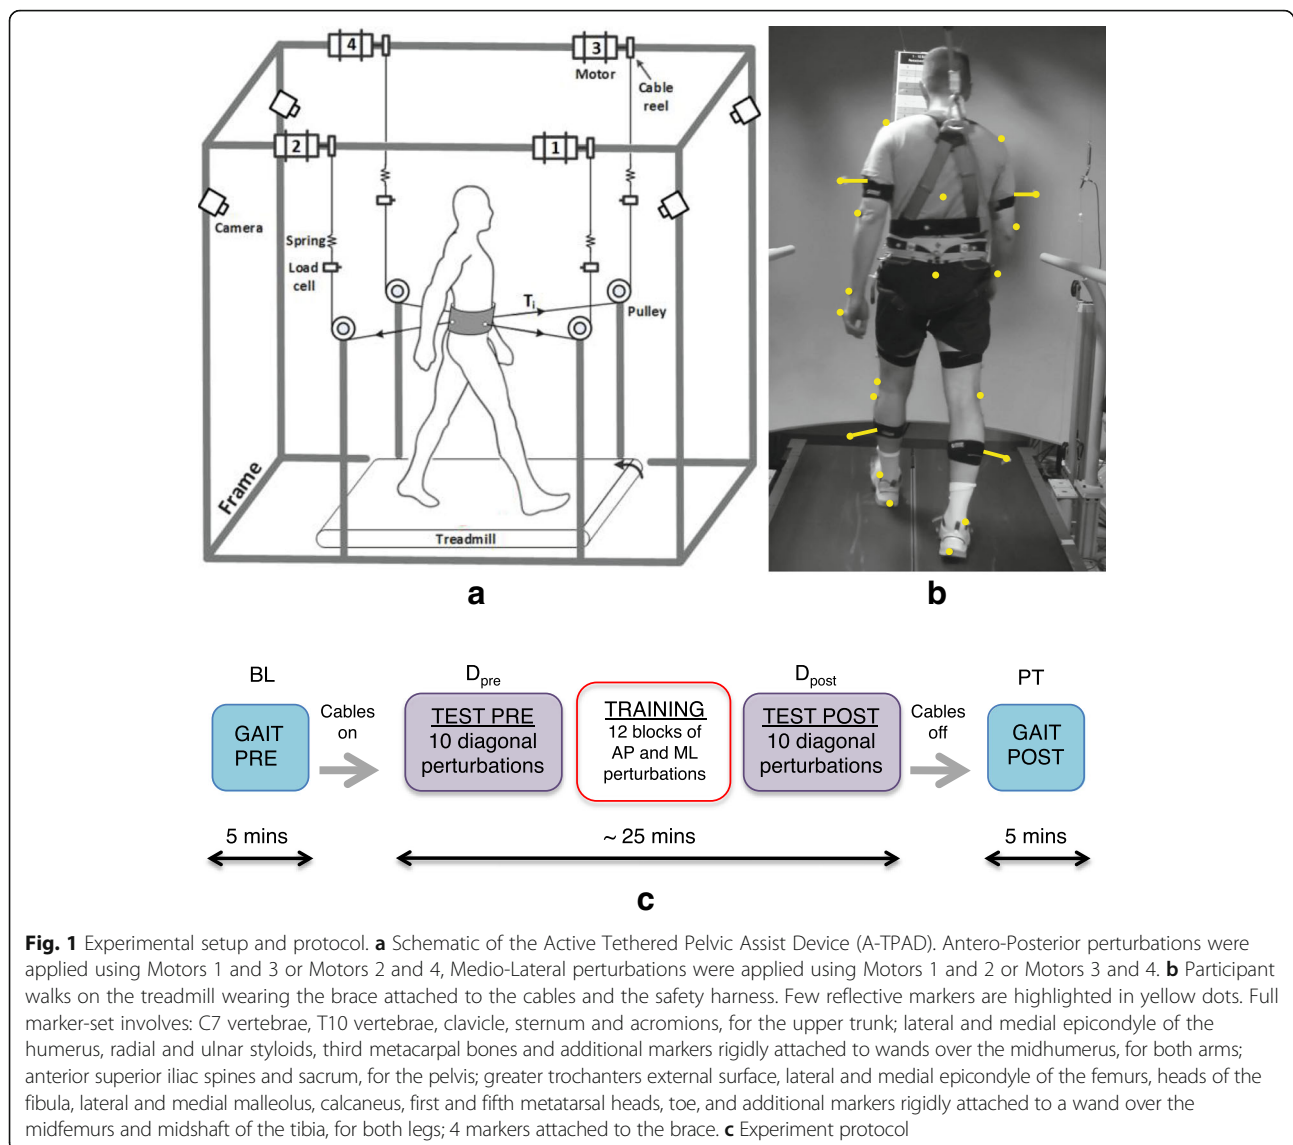 4
3
Motor
Cable
reel
2
1
Camera
Spring
Load
cell
Ti
Pulley
Frame
Treadmill
a
b
BL
Dpre
Dpost
PT
GAIT
PRE
Cables
on
TEST PRE
10 diagonal
perturbations
TRAINING
12 blocks of
AP and ML
perturbations
TEST POST
10 diagonal
perturbations
Cables
off
GAIT
POST
5 mins
~ 25 mins
5 mins
c
Fig. 1 Experimental setup and protocol. a Schematic of the Active Tethered Pelvic Assist Device (A-TPAD). Antero-Posterior perturbations were
applied using Motors 1 and 3 or Motors 2 and 4, Medio-Lateral perturbations were applied using Motors 1 and 2 or Motors 3 and 4. b Participant
walks on the treadmill wearing the brace attached to the cables and the safety harness. Few reflective markers are highlighted in yellow dots. Full
marker-set involves: C7 vertebrae, T10 vertebrae, clavicle, sternum and acromions, for the upper trunk; lateral and medial epicondyle of the
humerus, radial and ulnar styloids, third metacarpal bones and additional markers rigidly attached to wands over the midhumerus, for both arms;
anterior superior iliac spines and sacrum, for the pelvis; greater trochanters external surface, lateral and medial epicondyle of the femurs, heads of the
fibula, lateral and medial malleolus, calcaneus, first and fifth metatarsal heads, toe, and additional markers rigidly attached to a wand over the
midfemurs and midshaft of the tibia, for both legs; 4 markers attached to the brace. c Experiment protocol